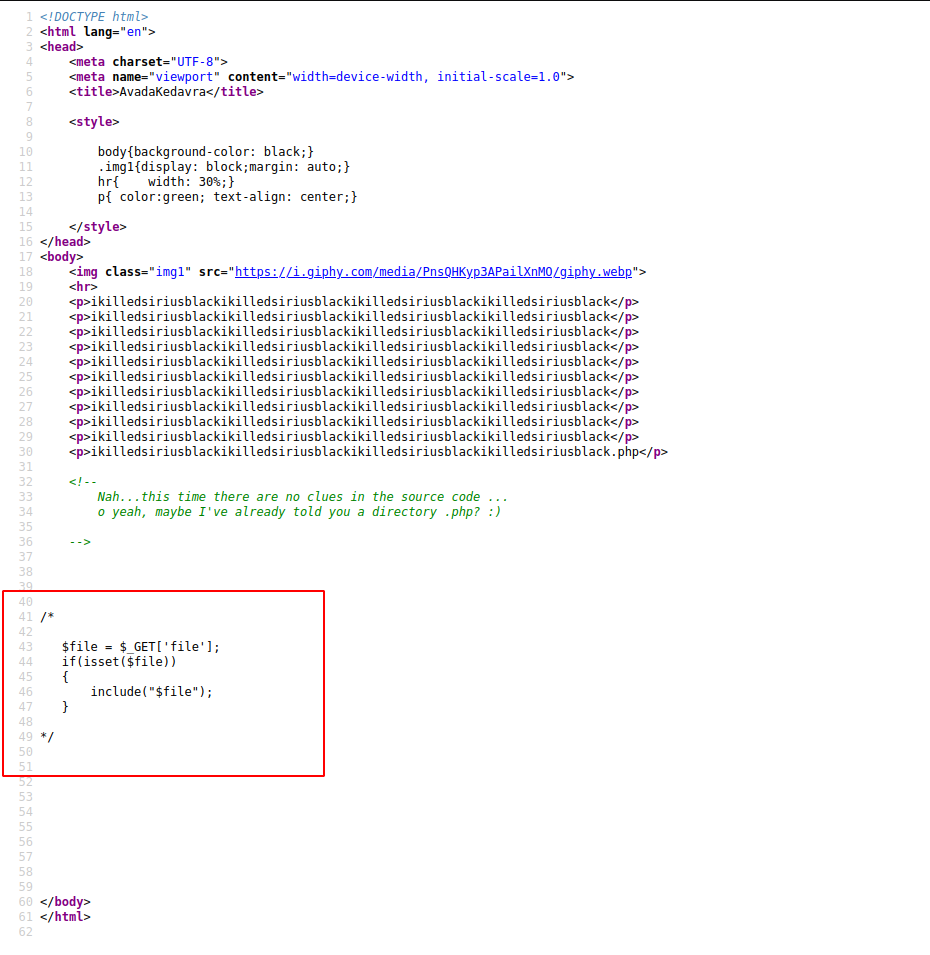 1 <!DOCTYPE html>
2 <html lang="en">
3 <head>
4     <meta charset="UTF-8">
5     <meta name="viewport" content="width=device-width, initial-scale=1.0">
6     <title>AvadaKedavra</title>
7
8     <style>
9
10         body{background-color: black;}
11         .img1{display: block;margin: auto;}
12         hr{    width: 30%;}
13         p{ color:green; text-align: center;}
14
15     </style>
16 </head>
17 <body>
18     <img class="img1" src="https://i.giphy.com/media/PnsQHKyp3APailXnMO/giphy.webp">
19     <hr>
20     <p>ikilledsiriusblackikilledsiriusblackikilledsiriusblackikilledsiriusblack</p>
21     <p>ikilledsiriusblackikilledsiriusblackikilledsiriusblackikilledsiriusblack</p>
22     <p>ikilledsiriusblackikilledsiriusblackikilledsiriusblackikilledsiriusblack</p>
23     <p>ikilledsiriusblackikilledsiriusblackikilledsiriusblackikilledsiriusblack</p>
24     <p>ikilledsiriusblackikilledsiriusblackikilledsiriusblackikilledsiriusblack</p>
25     <p>ikilledsiriusblackikilledsiriusblackikilledsiriusblackikilledsiriusblack</p>
26     <p>ikilledsiriusblackikilledsiriusblackikilledsiriusblackikilledsiriusblack</p>
27     <p>ikilledsiriusblackikilledsiriusblackikilledsiriusblackikilledsiriusblack</p>
28     <p>ikilledsiriusblackikilledsiriusblackikilledsiriusblackikilledsiriusblack</p>
29     <p>ikilledsiriusblackikilledsiriusblackikilledsiriusblackikilledsiriusblack</p>
30     <p>ikilledsiriusblackikilledsiriusblackikilledsiriusblackikilledsiriusblack.php</p>
31
32     <!--
33         Nah...this time there are no clues in the source code ...
34         o yeah, maybe I've already told you a directory .php? :)
35
36     -->
37
38
39
40
41 /*
42
43    $file = $_GET['file'];
44    if(isset($file))
45    {
46        include("$file");
47    }
48
49 */
50
51
52
53
54
55
56
57
58
59
60 </body>
61 </html>
62